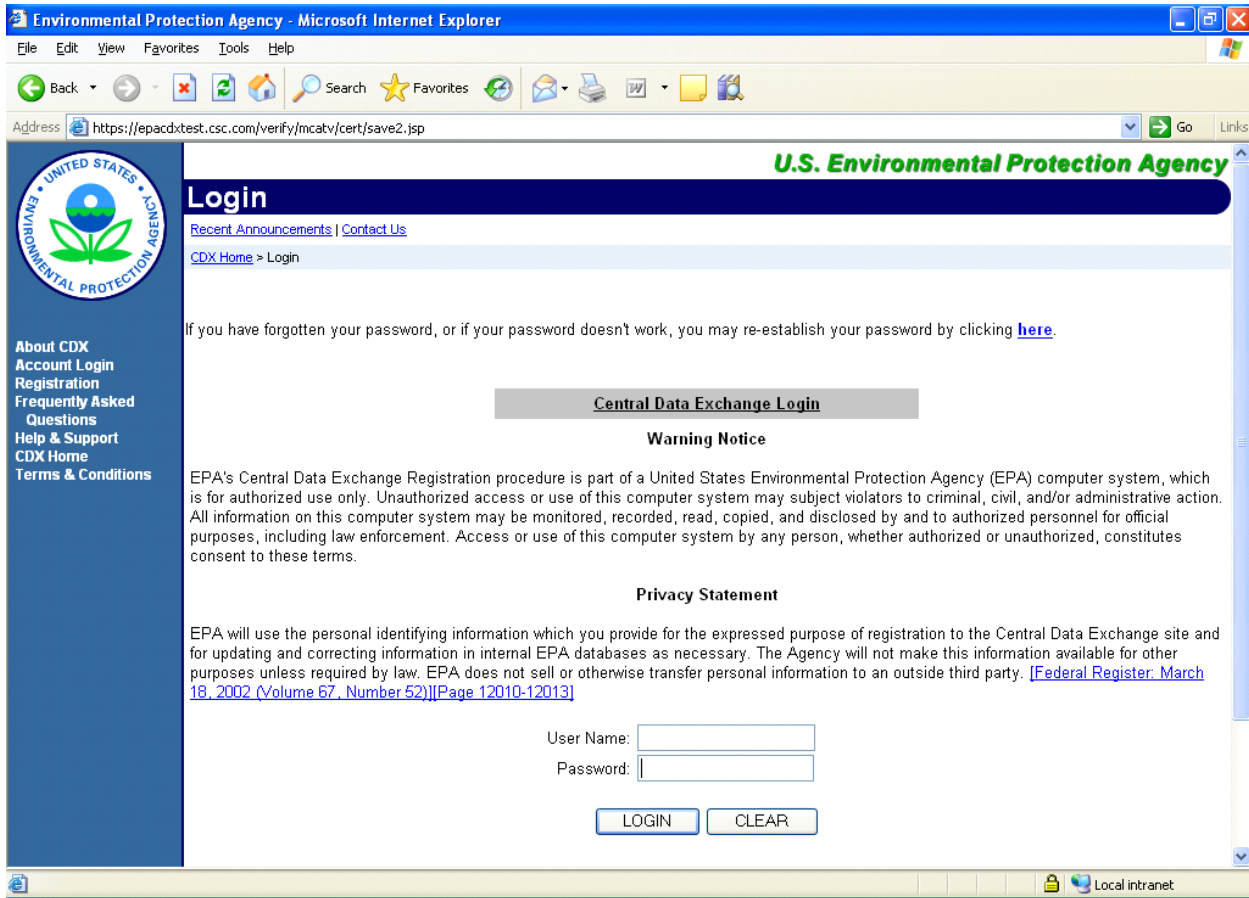 Environmental Protection Agency - Microsoft Internet Explorer
File Edit View Favorites Tools Help
Back Search Favorites
Address https://epacdxtest.csc.com/verify/mcatv/cert/save2.jsp Go Links
UNITED STATES ENVIRONMENTAL PROTECTION AGENCY
U.S. Environmental Protection Agency
Login
Recent Announcements | Contact Us
CDX Home > Login
If you have forgotten your password, or if your password doesn't work, you may re-establish your password by clicking here.
About CDX
Account Login
Registration
Frequently Asked
Questions
Help & Support
CDX Home
Terms & Conditions
Central Data Exchange Login
Warning Notice
EPA's Central Data Exchange Registration procedure is part of a United States Environmental Protection Agency (EPA) computer system, which
is for authorized use only. Unauthorized access or use of this computer system may subject violators to criminal, civil, and/or administrative action.
All information on this computer system may be monitored, recorded, read, copied, and disclosed by and to authorized personnel for official
purposes, including law enforcement. Access or use of this computer system by any person, whether authorized or unauthorized, constitutes
consent to these terms.
Privacy Statement
EPA will use the personal identifying information which you provide for the expressed purpose of registration to the Central Data Exchange site and
for updating and correcting information in internal EPA databases as necessary. The Agency will not make this information available for other
purposes unless required by law. EPA does not sell or otherwise transfer personal information to an outside third party. [Federal Register: March
18, 2002 (Volume 67, Number 52)][Page 12010-12013]
User Name:
Password:
LOGIN CLEAR
Local intranet